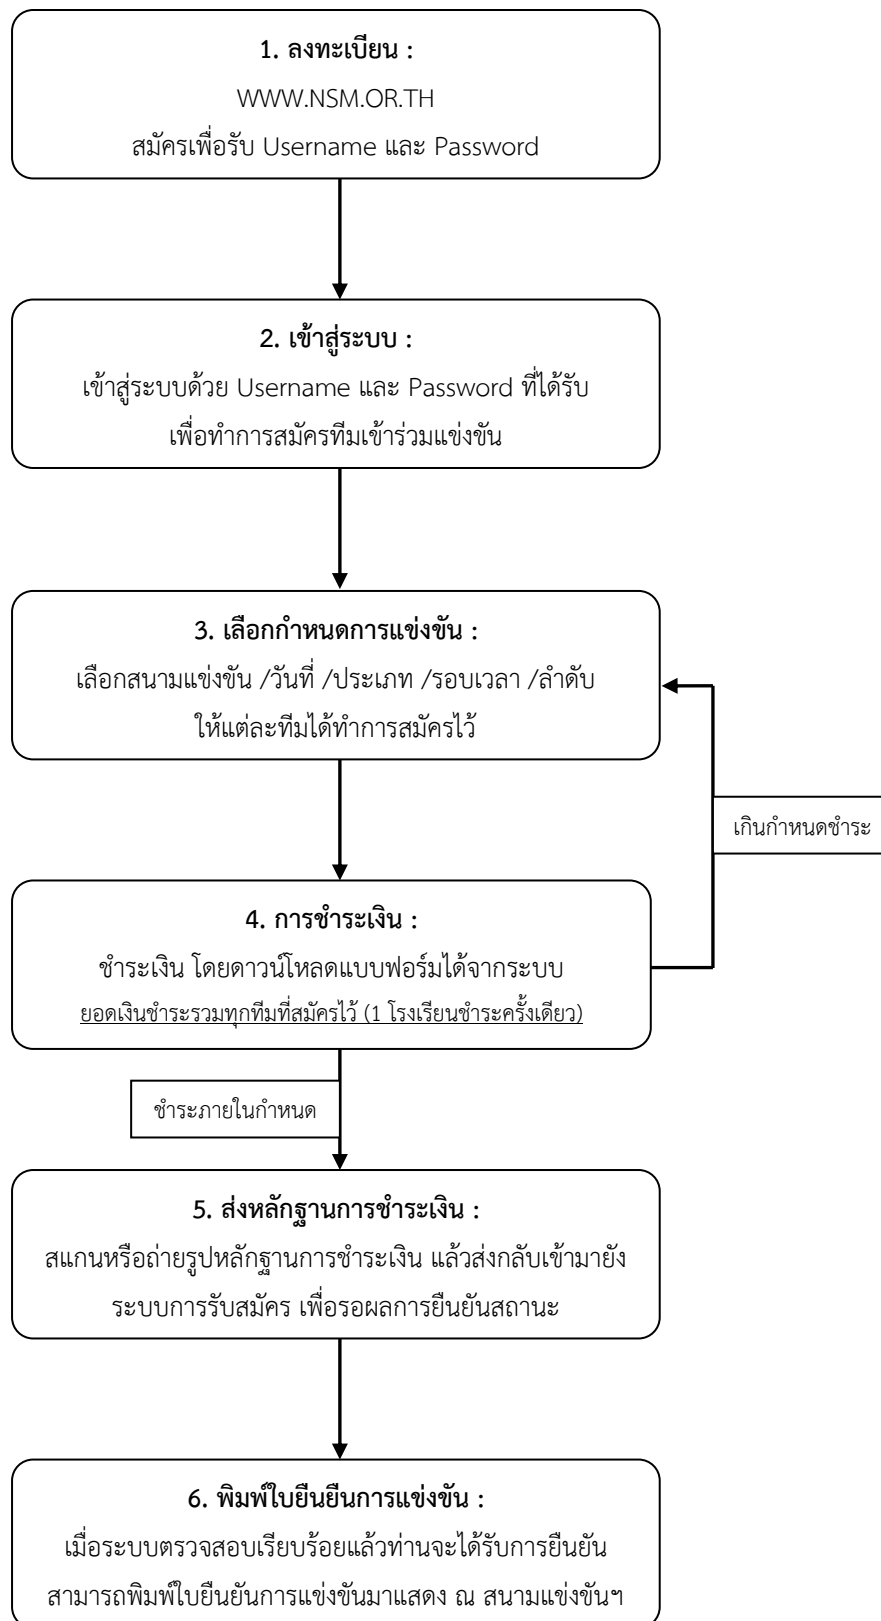 1. ลงทะเบียน :
WWW.NSM.OR.TH
สมัครเพื่อรับ Username และ Password
2. เข้าสู่ระบบ :
เข้าสู่ระบบด้วย Username และ Password ที่ได้รับ
เพื่อทำการสมัครทีมเข้าร่วมแข่งขัน
3. เลือกกำหนดการแข่งขัน :
เลือกสนามแข่งขัน /วันที่ /ประเภท /รอบเวลา /ลำดับ
ให้แต่ละทีมได้ทำการสมัครไว้
เกินกำหนดชำระ
4. การชำระเงิน :
ชำระเงิน โดยดาวน์โหลดแบบฟอร์มได้จากระบบ
ยอดเงินชำระรวมทุกทีมที่สมัครไว้ (1 โรงเรียนชำระครั้งเดียว)
ชำระภายในกำหนด
5. ส่งหลักฐานการชำระเงิน :
สแกนหรือถ่ายรูปหลักฐานการชำระเงิน แล้วส่งกลับเข้ามายัง
ระบบการรับสมัคร เพื่อรอผลการยืนยันสถานะ
6. พิมพ์ใบยืนยืนการแข่งขัน :
เมื่อระบบตรวจสอบเรียบร้อยแล้วท่านจะได้รับการยืนยัน
สามารถพิมพ์ใบยืนยันการแข่งขันมาแสดง ณ สนามแข่งขันฯ